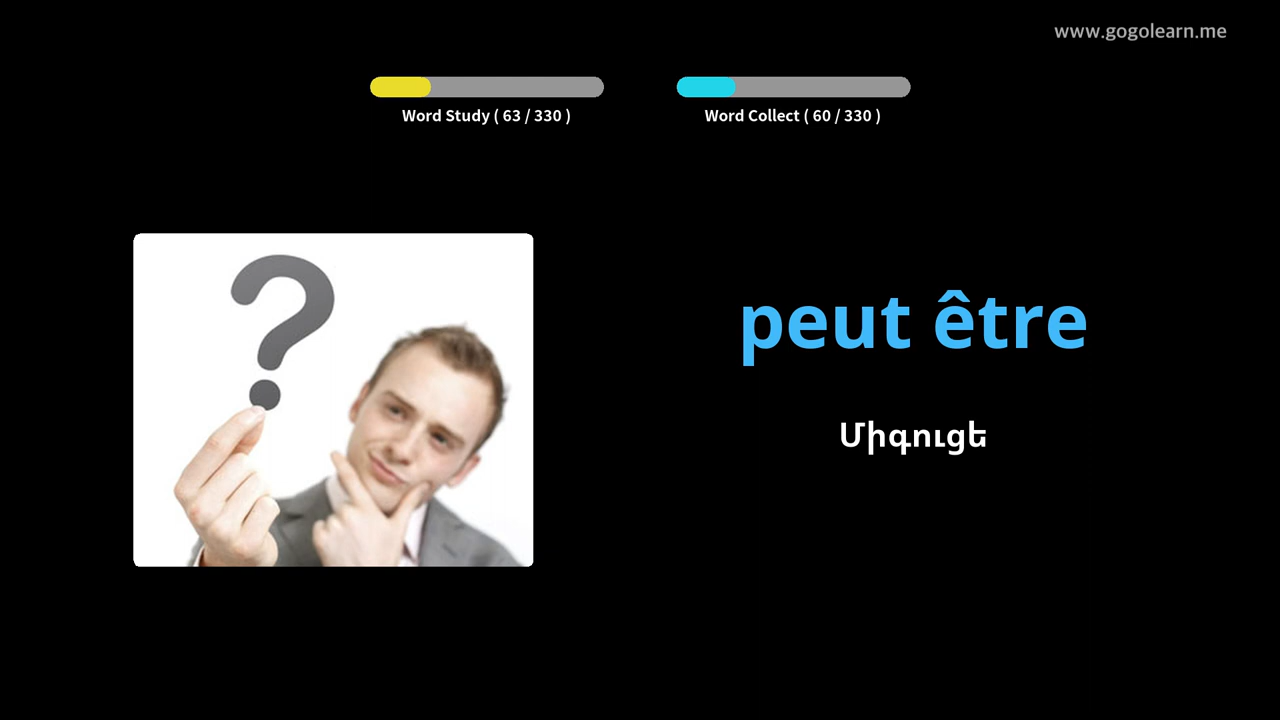 www.gogolearn.me
Word Study ( 63 / 330 )
Word Collect ( 60 / 330 )
peut être
Միգուցե